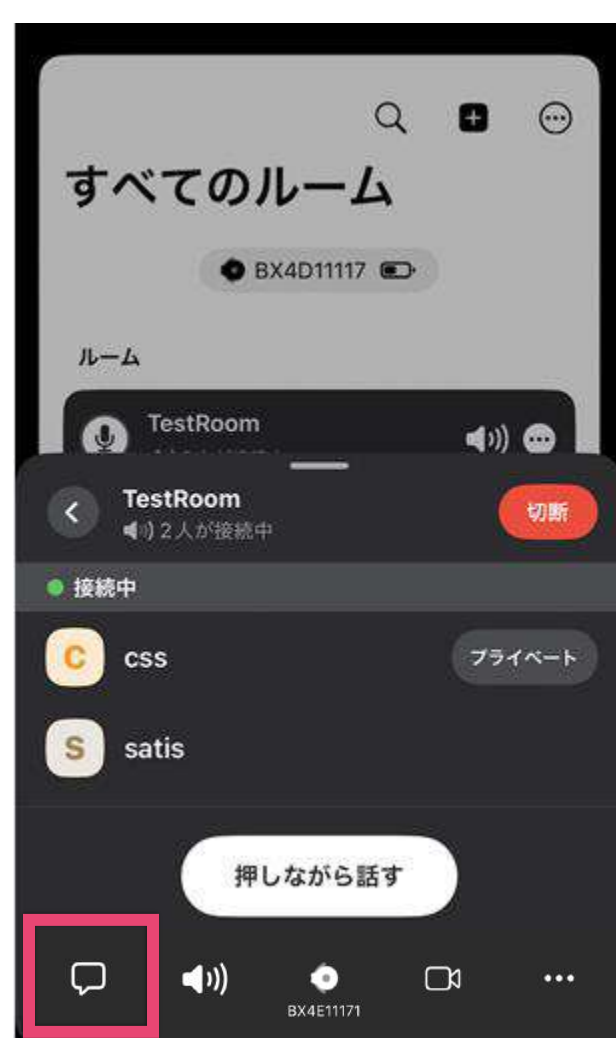 すべてのルーム
BX4D11117
ルーム
TestRoom
TestRoom
切断
2人が接続中
接続中
C
css
プライベート
S
satis
押しながら話す
BX4E11171